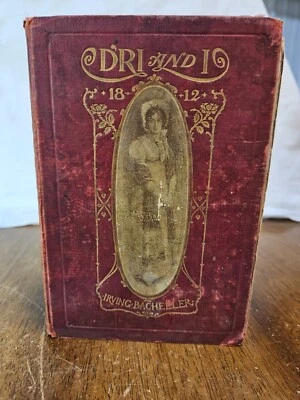 D'RI AND I
18 12
IRVING BACHELLER